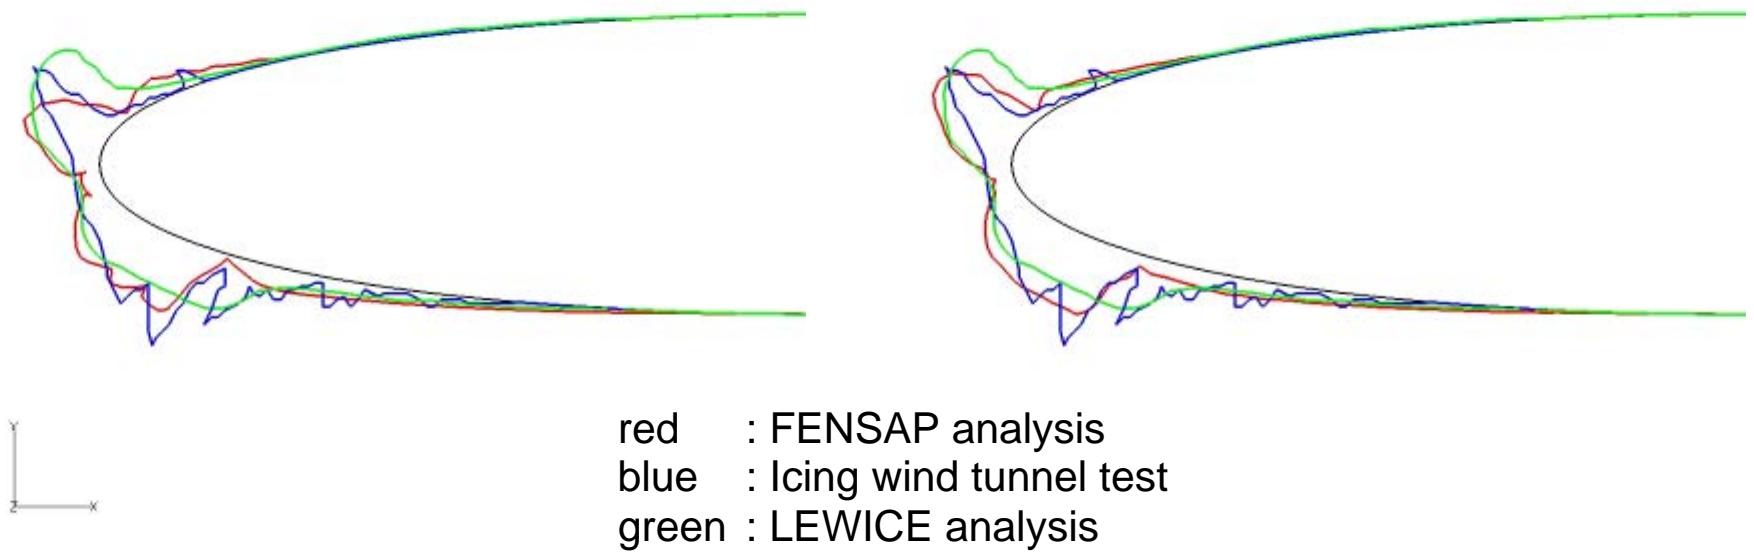 Y
Z
X
red : FENSAP analysis
blue : Icing wind tunnel test
green : LEWICE analysis